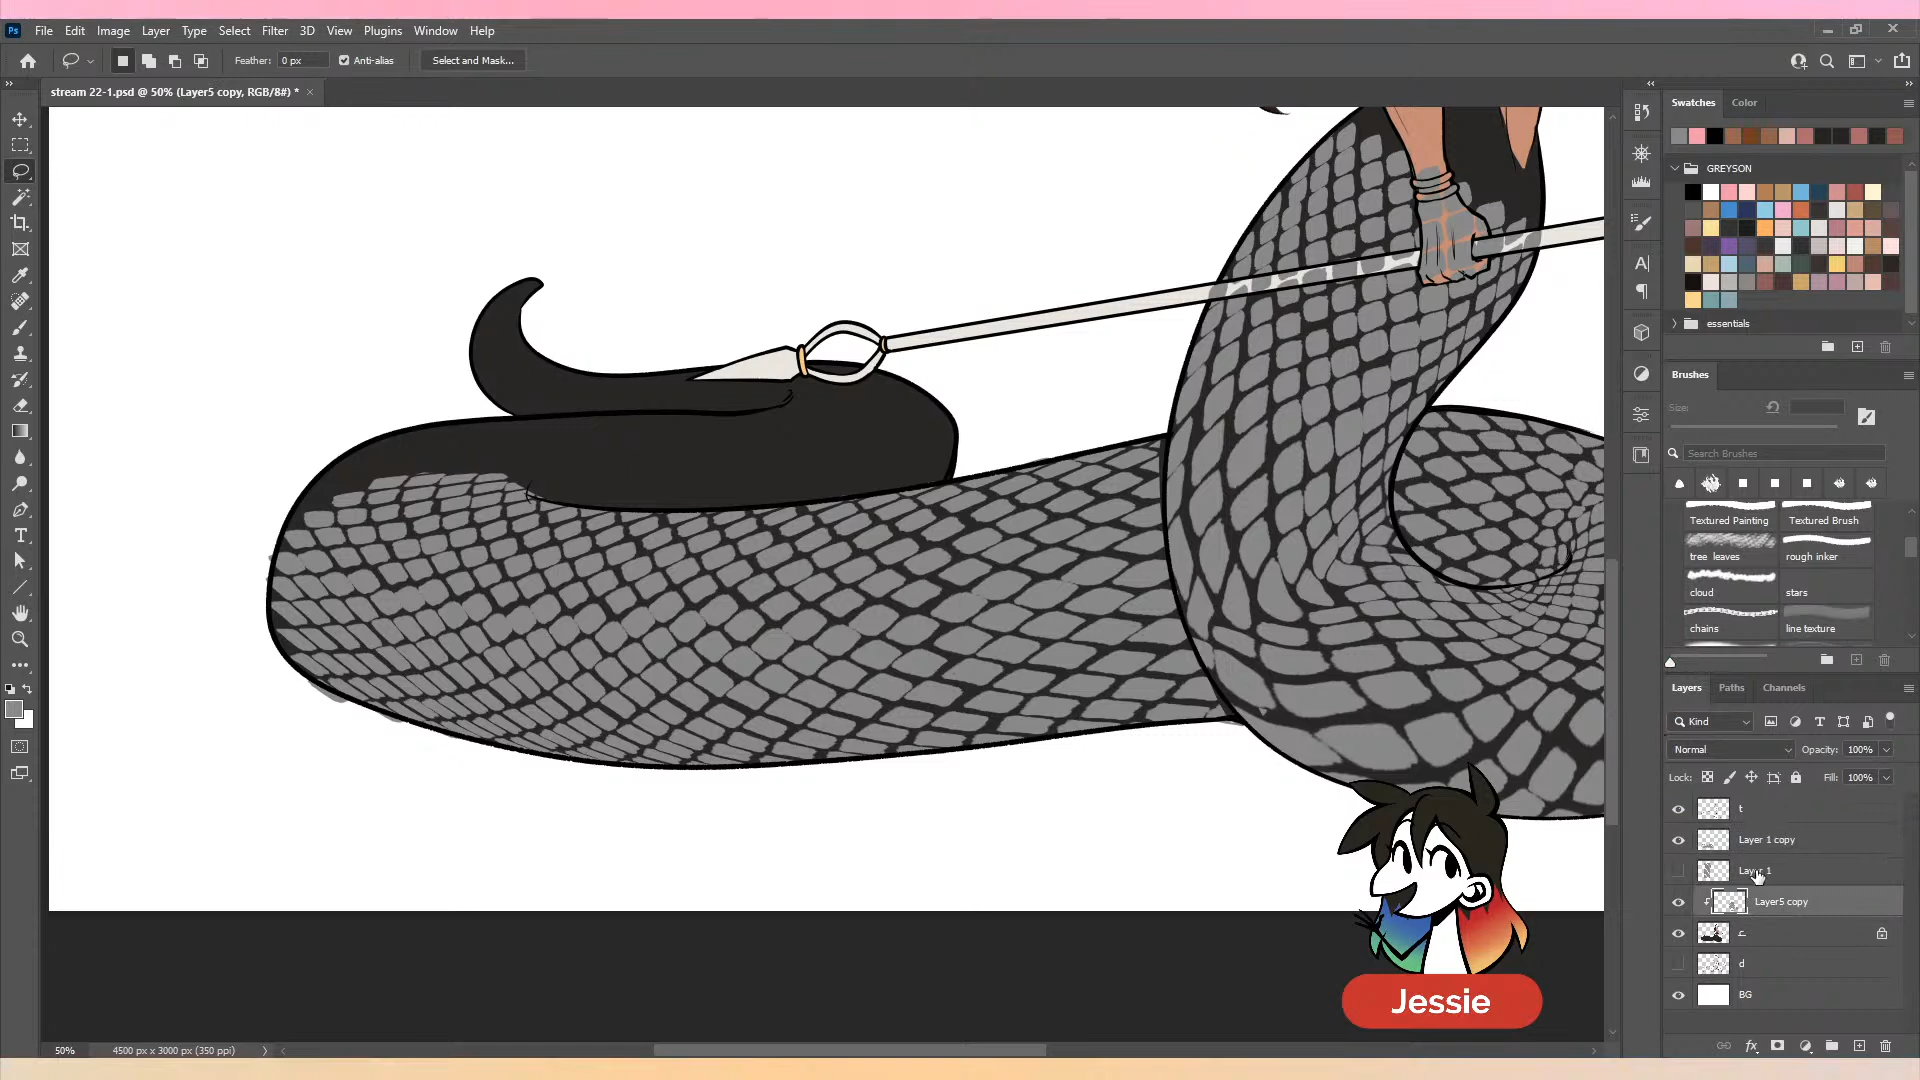 Ps File Edit Image Layer Type Select Filter 3D View Plugins Window Help
Feather: 0 px Anti-alias Select and Mask...
stream 22-1.psd @ 50% (Layer5 copy, RGB/8#) * ×
Swatches Color
GREYSON
essentials
Brushes
Size:
Search Brushes
Textured Painting Textured Brush
tree leaves rough inker
cloud stars
chains line texture
Layers Paths Channels
Kind
Normal Opacity: 100%
Lock: Fill: 100%
t
Layer 1 copy
Layer 1
Layer5 copy
c
d
BG
Jessie
50% 4500 px x 3000 px (350 ppi)